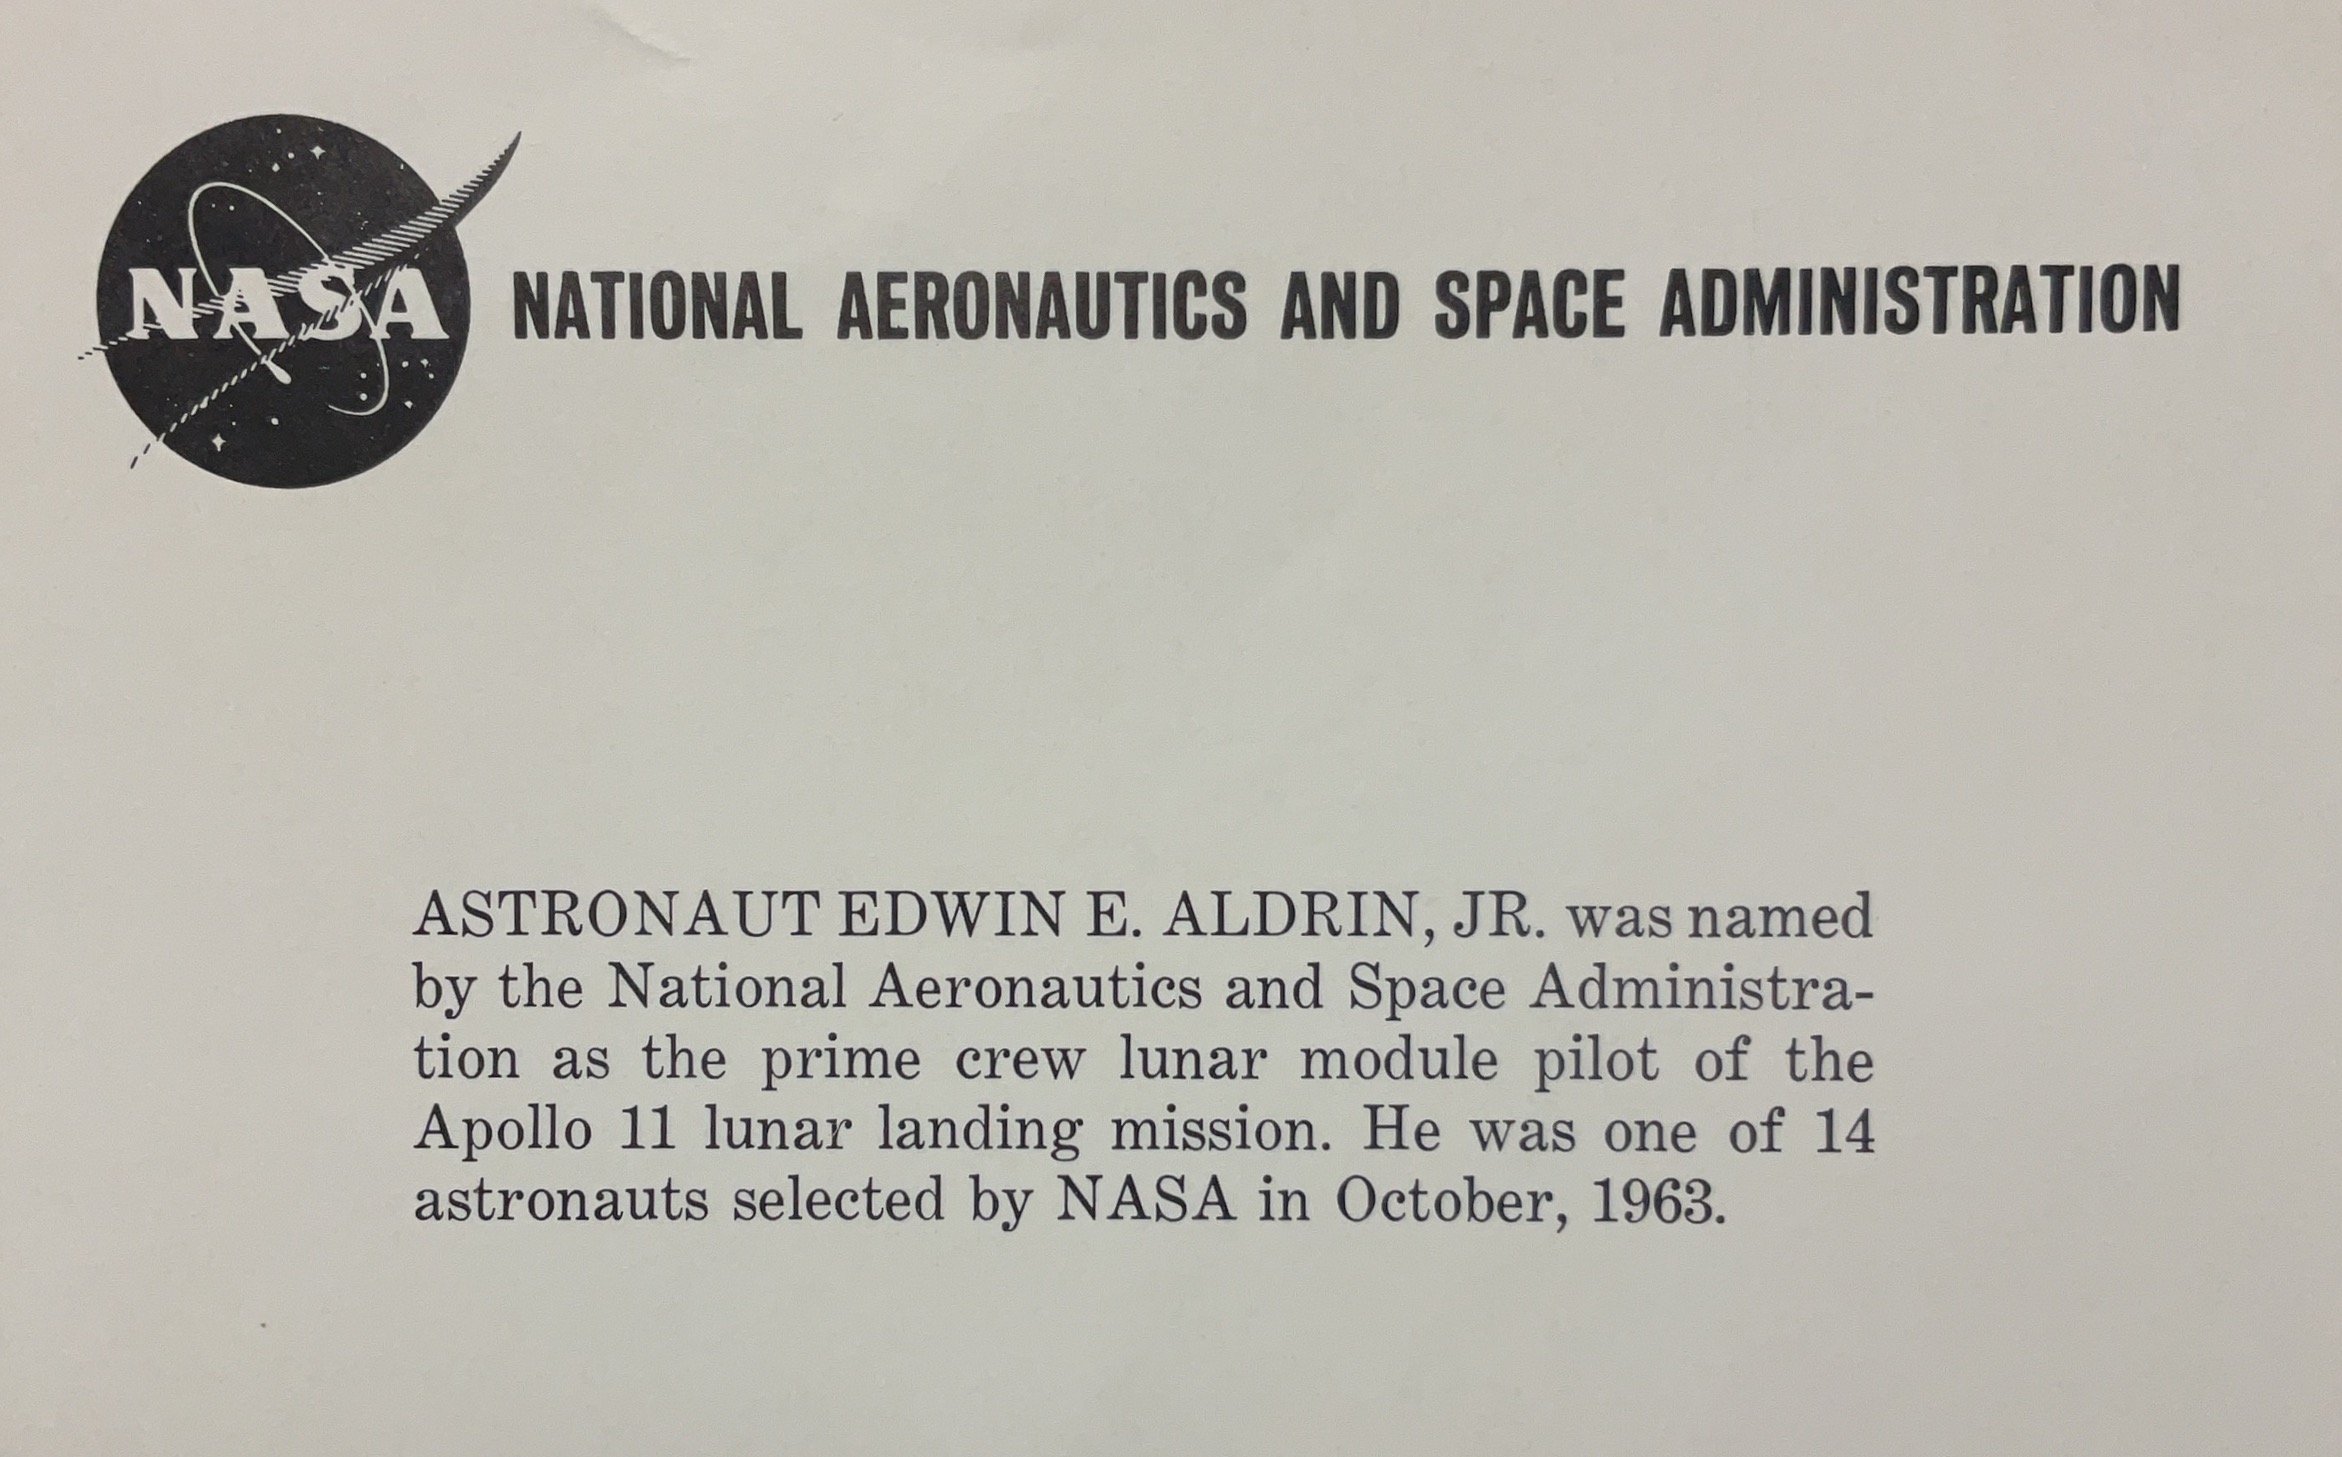 NASA NATIONAL AERONAUTICS AND SPACE ADMINISTRATION
ASTRONAUT EDWIN E. ALDRIN, JR. was named
by the National Aeronautics and Space Administra-
tion as the prime crew lunar module pilot of the
Apollo 11 lunar landing mission. He was one of 14
astronauts selected by NASA in October, 1963.